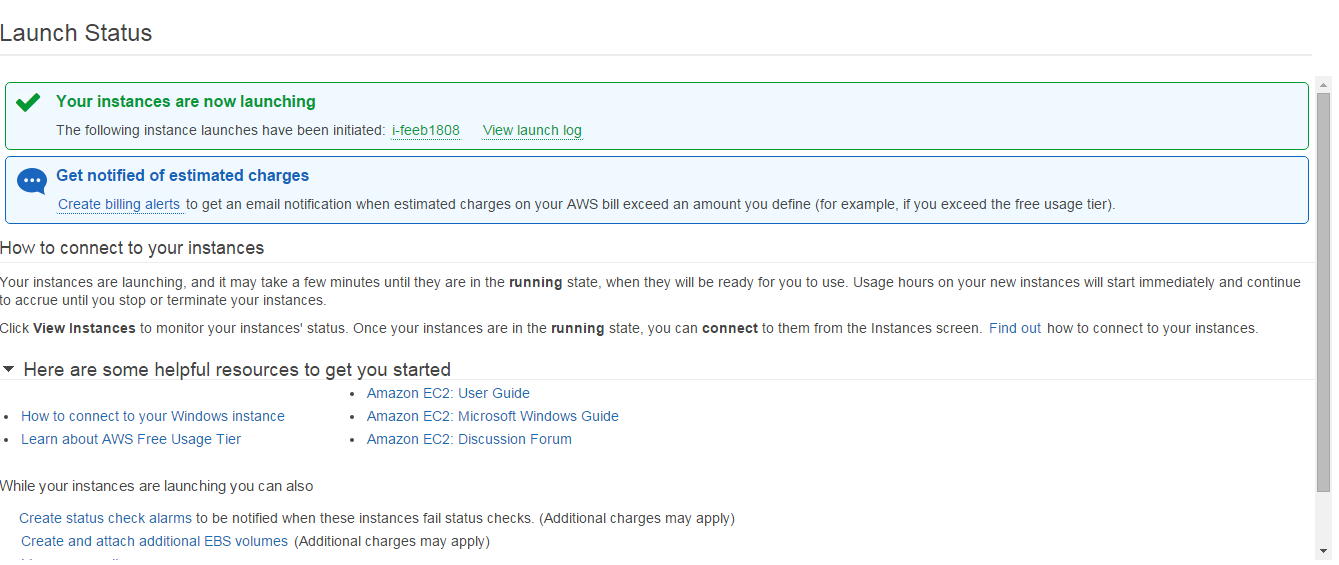 Launch Status
Your instances are now launching
The following instance launches have been initiated: i-feeb1808 View launch log
Get notified of estimated charges
Create billing alerts to get an email notification when estimated charges on your AWS bill exceed an amount you define (for example, if you exceed the free usage tier).
How to connect to your instances
Your instances are launching, and it may take a few minutes until they are in the running state, when they will be ready for you to use. Usage hours on your new instances will start immediately and continue
to accrue until you stop or terminate your instances.
Click View Instances to monitor your instances' status. Once your instances are in the running state, you can connect to them from the Instances screen. Find out how to connect to your instances.
Here are some helpful resources to get you started
How to connect to your Windows instance
Learn about AWS Free Usage Tier
Amazon EC2: User Guide
Amazon EC2: Microsoft Windows Guide
Amazon EC2: Discussion Forum
While your instances are launching you can also
Create status check alarms to be notified when these instances fail status checks. (Additional charges may apply)
Create and attach additional EBS volumes (Additional charges may apply)